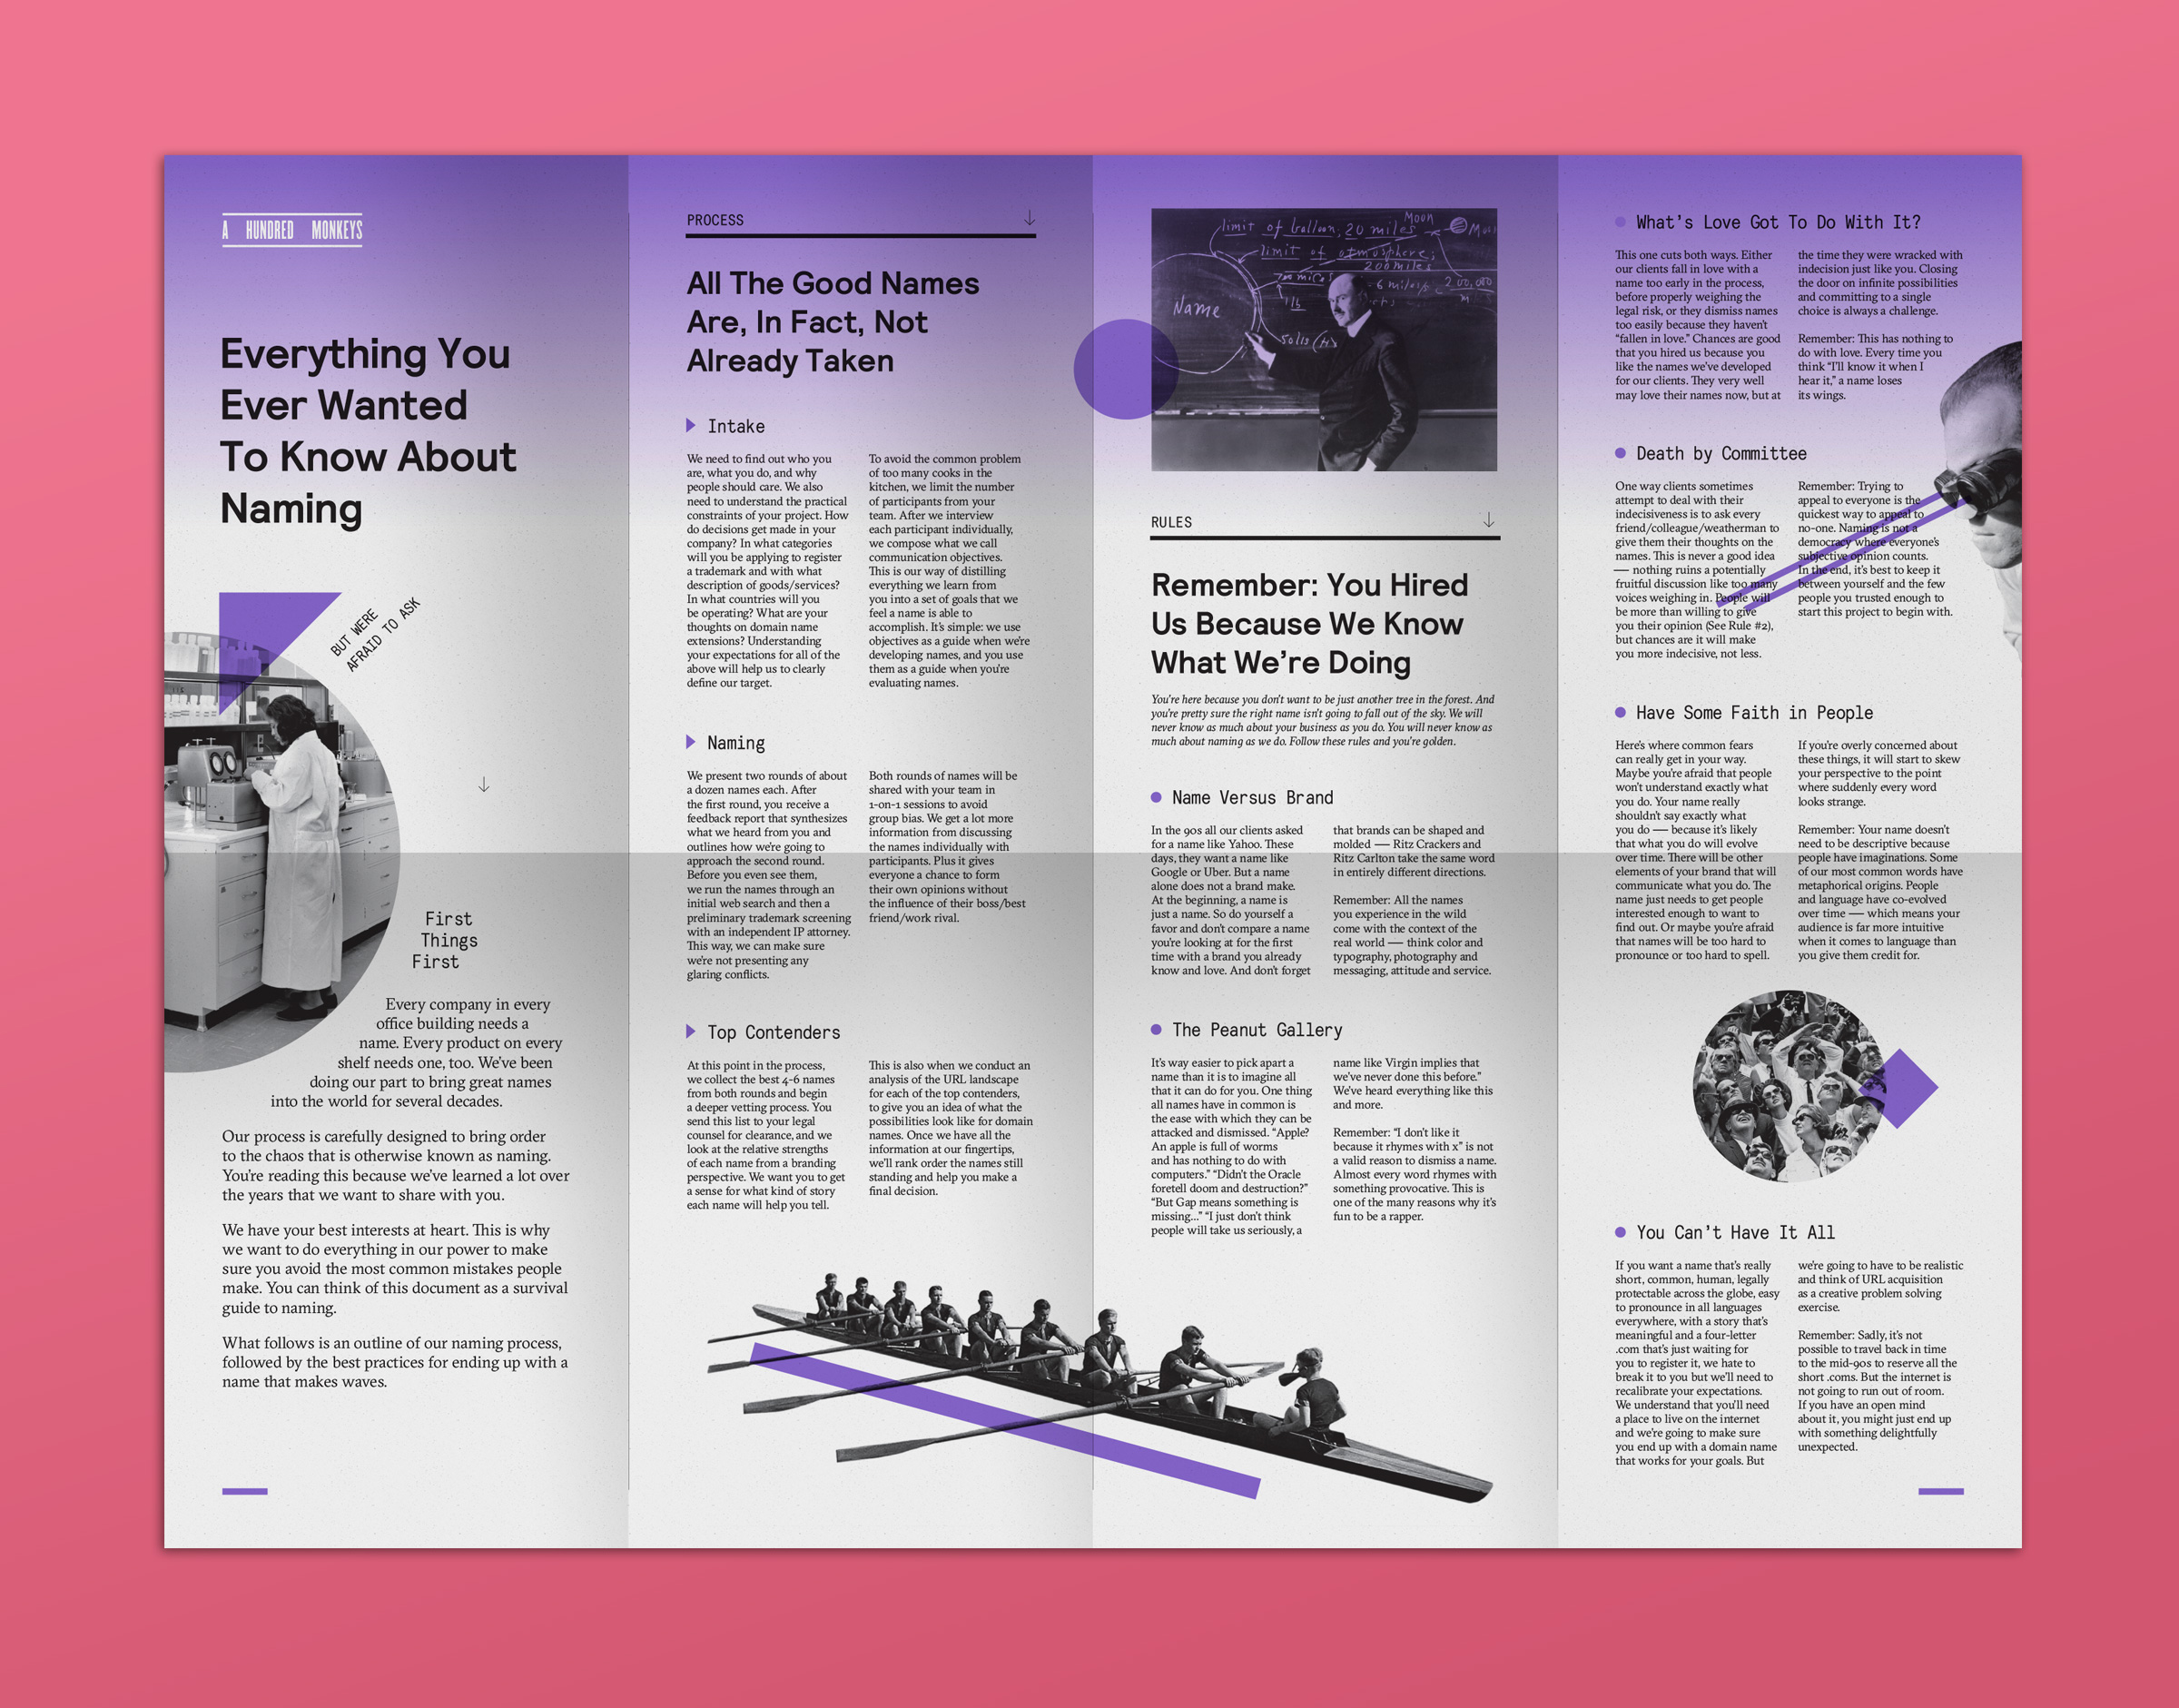 A HUNDRED MONKEYS
Everything You
Ever Wanted
To Know About
Naming
BUT WERE
AFRAID TO ASK
First
Things
First
Every company in every
office building needs a
name. Every product on every
shelf needs one, too. We've been
doing our part to bring great names
into the world for several decades.
Our process is carefully designed to bring order
to the chaos that is otherwise known as naming.
You're reading this because we've learned a lot over
the years that we want to share with you.
We have your best interests at heart. This is why
we want to do everything in our power to make
sure you avoid the most common mistakes people
make. You can think of this document as a survival
guide to naming.
What follows is an outline of our naming process,
followed by the best practices for ending up with a
name that makes waves.
PROCESS
All The Good Names
Are, In Fact, Not
Already Taken
Intake
We need to find out who you
are, what you do, and why
people should care. We also
need to understand the practical
constraints of your project. How
do decisions get made in your
company? In what categories
will you be applying to register
a trademark and with what
description of goods/services?
In what countries will you
be operating? What are your
thoughts on domain name
extensions? Understanding
your expectations for all of the
above will help us to clearly
define our target.
To avoid the common problem
of too many cooks in the
kitchen, we limit the number
of participants from your
team. After we interview
each participant individually,
we compose what we call
communication objectives.
This is our way of distilling
everything we learn from
you into a set of goals that we
feel a name is able to
accomplish. It's simple: we use
objectives as a guide when we're
developing names, and you use
them as a guide when you're
evaluating names.
Naming
We present two rounds of about
a dozen names each. After
the first round, you receive a
feedback report that synthesizes
what we heard from you and
outlines how we're going to
approach the second round.
Before you even see them,
we run the names through an
initial web search and then a
preliminary trademark screening
with an independent IP attorney.
This way, we can make sure
we're not presenting any
glaring conflicts.
Both rounds of names will be
shared with your team in
1-on-1 sessions to avoid
group bias. We get a lot more
information from discussing
the names individually with
participants. Plus it gives
everyone a chance to form
their own opinions without
the influence of their boss/best
friend/work rival.
Top Contenders
At this point in the process,
we collect the best 4-6 names
from both rounds and begin
a deeper vetting process. You
send this list to your legal
counsel for clearance, and we
look at the relative strengths
of each name from a branding
perspective. We want you to get
a sense for what kind of story
each name will help you tell.
This is also when we conduct an
analysis of the URL landscape
for each of the top contenders,
to give you an idea of what the
possibilities look like for domain
names. Once we have all the
information at our fingertips,
we'll rank order the names still
standing and help you make a
final decision.
Moon
limit of balloon, 20 miles
limit of atmosphere;
200 miles
Name
200,000
RULES
Remember: You Hired
Us Because We Know
What We're Doing
You're here because you don't want to be just another tree in the forest. And
you're pretty sure the right name isn't going to fall out of the sky. We will
never know as much about your business as you do. You will never know as
much about naming as we do. Follow these rules and you're golden.
Name Versus Brand
In the 90s all our clients asked
for a name like Yahoo. These
days, they want a name like
Google or Uber. But a name
alone does not a brand make.
At the beginning, a name is
just a name. So do yourself a
favor and don't compare a name
you're looking at for the first
time with a brand you already
know and love. And don't forget
that brands can be shaped and
molded — Ritz Crackers and
Ritz Carlton take the same word
in entirely different directions.
Remember: All the names
you experience in the wild
come with the context of the
real world — think color and
typography, photography and
messaging, attitude and service.
The Peanut Gallery
It's way easier to pick apart a
name than it is to imagine all
that it can do for you. One thing
all names have in common is
the ease with which they can be
attacked and dismissed. "Apple?
An apple is full of worms
and has nothing to do with
computers." "Didn't the Oracle
foretell doom and destruction?"
"But Gap means something is
missing..." "I just don't think
people will take us seriously, a
name like Virgin implies that
we've never done this before."
We've heard everything like this
and more.
Remember: "I don't like it
because it rhymes with x" is not
a valid reason to dismiss a name.
Almost every word rhymes with
something provocative. This is
one of the many reasons why it's
fun to be a rapper.
What's Love Got To Do With It?
This one cuts both ways. Either
our clients fall in love with a
name too early in the process,
before properly weighing the
legal risk, or they dismiss names
too easily because they haven't
"fallen in love." Chances are good
that you hired us because you
like the names we've developed
for our clients. They very well
may love their names now, but at
the time they were wracked with
indecision just like you. Closing
the door on infinite possibilities
and committing to a single
choice is always a challenge.
Remember: This has nothing to
do with love. Every time you
think "I'll know it when I
hear it," a name loses
its wings.
Death by Committee
One way clients sometimes
attempt to deal with their
indecisiveness is to ask every
friend/colleague/weatherman to
give them their thoughts on the
names. This is never a good idea
— nothing ruins a potentially
fruitful discussion like too many
voices weighing in. People will
be more than willing to give
you their opinion (See Rule #2),
but chances are it will make
you more indecisive, not less.
Remember: Trying to
appeal to everyone is the
quickest way to appeal to
no-one. Naming is not a
democracy where everyone's
subjective opinion counts.
In the end, it's best to keep it
between yourself and the few
people you trusted enough to
start this project to begin with.
Have Some Faith in People
Here's where common fears
can really get in your way.
Maybe you're afraid that people
won't understand exactly what
you do. Your name really
shouldn't say exactly what
you do — because it's likely
that what you do will evolve
over time. There will be other
elements of your brand that will
communicate what you do. The
name just needs to get people
interested enough to want to
find out. Or maybe you're afraid
that names will be too hard to
pronounce or too hard to spell.
If you're overly concerned about
these things, it will start to skew
your perspective to the point
where suddenly every word
looks strange.
Remember: Your name doesn't
need to be descriptive because
people have imaginations. Some
of our most common words have
metaphorical origins. People
and language have co-evolved
over time — which means your
audience is far more intuitive
when it comes to language than
you give them credit for.
You Can't Have It All
If you want a name that's really
short, common, human, legally
protectable across the globe, easy
to pronounce in all languages
everywhere, with a story that's
meaningful and a four-letter
.com that's just waiting for
you to register it, we hate to
break it to you but we'll need to
recalibrate your expectations.
We understand that you'll need
a place to live on the internet
and we're going to make sure
you end up with a domain name
that works for your goals. But
we're going to have to be realistic
and think of URL acquisition
as a creative problem solving
exercise.
Remember: Sadly, it's not
possible to travel back in time
to the mid-90s to reserve all the
short .coms. But the internet is
not going to run out of room.
If you have an open mind
about it, you might just end up
with something delightfully
unexpected.